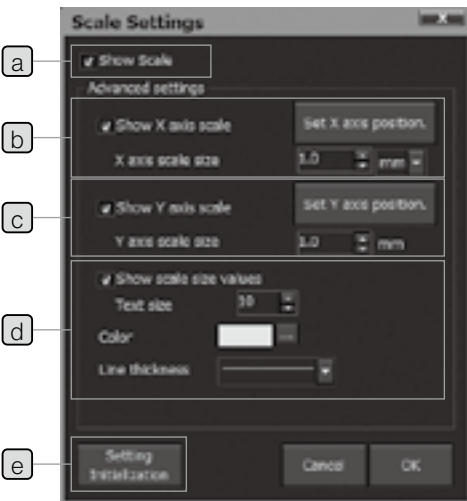 Scale Settings
X
a
Show Scale
Advanced settings
b
Show X axis scale
Set X axis position.
X axis scale size
1.0
mm
c
Show Y axis scale
Set Y axis position.
Y axis scale size
1.0
mm
d
Show scale size values
Text size
30
Color
Line thickness
e
Setting
Initialization
Cancel
OK